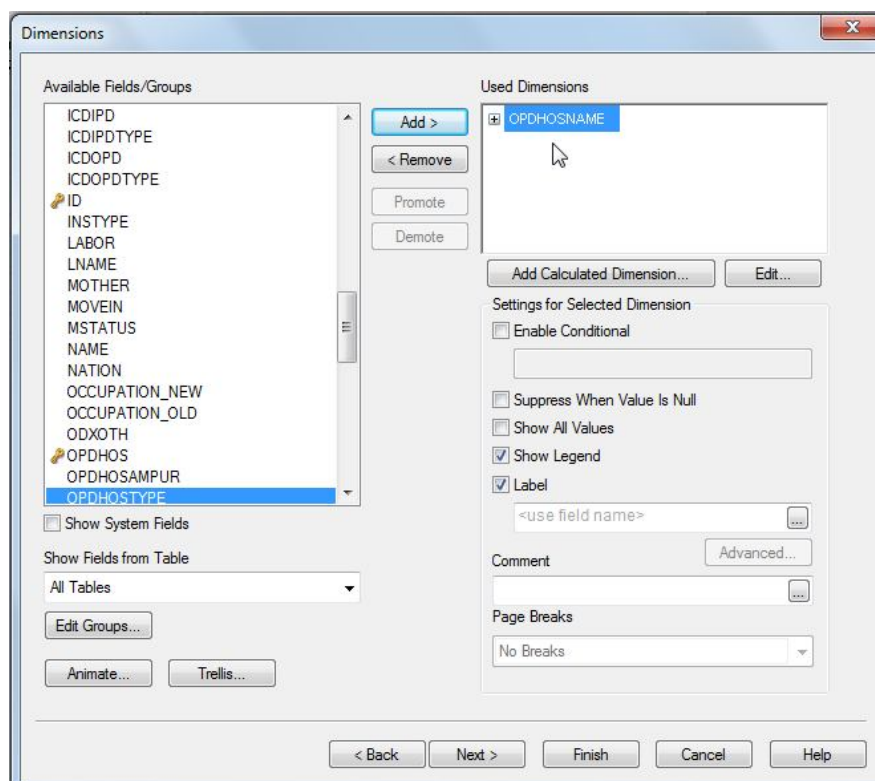 Dimensions
Available Fields/Groups
ICDIPD
ICDIPDTYPE
ICDOPD
ICDOPDTYPE
ID
INSTYPE
LABOR
LNAME
MOTHER
MOVEIN
MSTATUS
NAME
NATION
OCCUPATION_NEW
OCCUPATION_OLD
ODXOTH
OPDHOS
OPDHOSAMPUR
OPDHOSTYPE
Show System Fields
Show Fields from Table
All Tables
Edit Groups...
Animate...
Trellis...
Add >
< Remove
Promote
Demote
Used Dimensions
OPDHOSNAME
Add Calculated Dimension...
Edit...
Settings for Selected Dimension
Enable Conditional
Suppress When Value Is Null
Show All Values
Show Legend
Label
<use field name>
...
Advanced...
Comment
...
Page Breaks
No Breaks
< Back
Next >
Finish
Cancel
Help